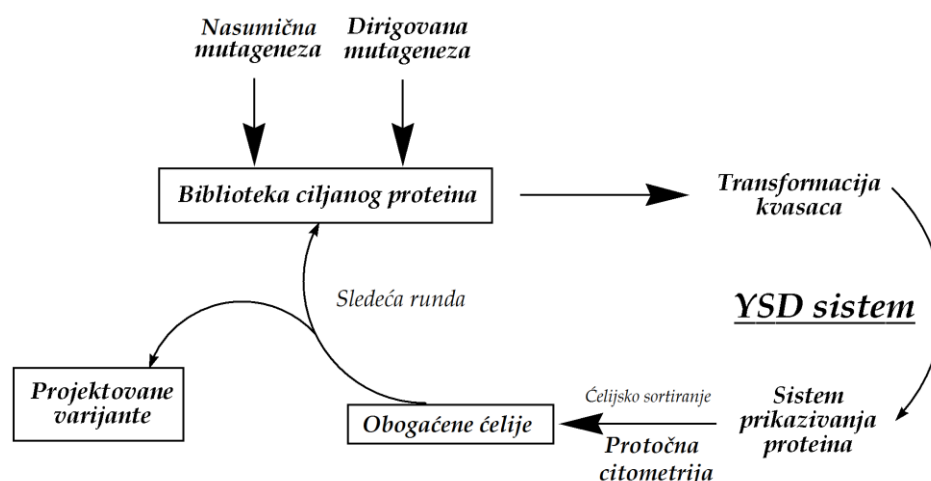 Nasumična
mutageneza
Dirigovana
mutageneza
Biblioteka ciljanog proteina
Transformacija
kvasaca
Sledeća runda
YSD sistem
Projektovane
varijante
Obogaćene ćelije
Ćelijsko sortiranje
Protočna
citometrija
Sistem
prikazivanja
proteina